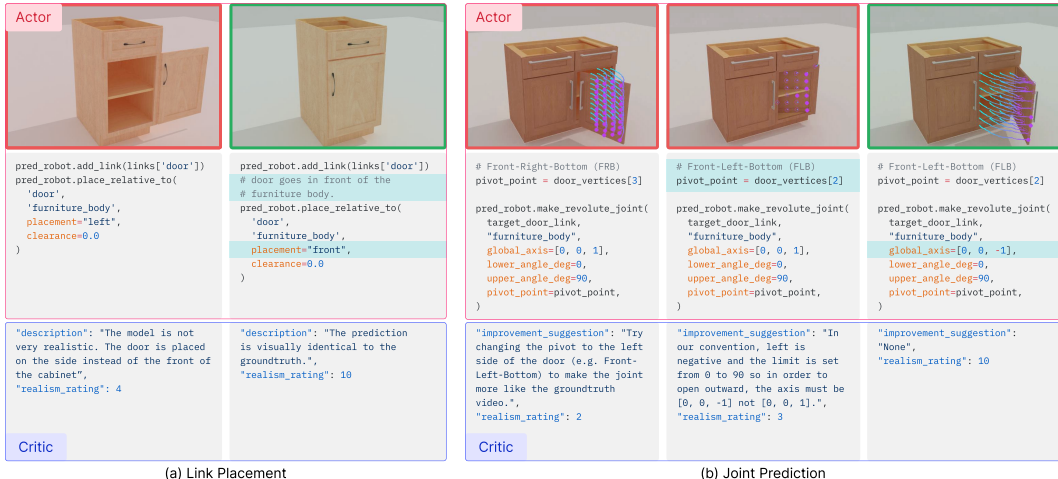 Actor
pred_robot.add_link(links['door'])
pred_robot.place_relative_to(
'door',
'furniture_body',
placement="left",
clearance=0.0
)
pred_robot.add_link(links['door'])
# door goes in front of the
# furniture body.
pred_robot.place_relative_to(
'door',
'furniture_body',
placement="front",
clearance=0.0
)
"description": "The model is not
very realistic. The door is placed
on the side instead of the front of
the cabinet”,
"realism_rating": 4
"description": "The prediction
is visually identical to the
groundtruth.",
"realism_rating": 10
Critic
(a) Link Placement
Actor
# Front-Right-Bottom (FRB)
pivot_point = door_vertices[3]
pred_robot.make_revolute_joint(
target_door_link,
"furniture_body",
global_axis=[0, 0, 1],
lower_angle_deg=0,
upper_angle_deg=90,
pivot_point=pivot_point,
)
# Front-Left-Bottom (FLB)
pivot_point = door_vertices[2]
pred_robot.make_revolute_joint(
target_door_link,
"furniture_body",
global_axis=[0, 0, 1],
lower_angle_deg=0,
upper_angle_deg=90,
pivot_point=pivot_point,
)
# Front-Left-Bottom (FLB)
pivot_point = door_vertices[2]
pred_robot.make_revolute_joint(
target_door_link,
"furniture_body",
global_axis=[0, 0, -1],
lower_angle_deg=0,
upper_angle_deg=90,
pivot_point=pivot_point,
)
"improvement_suggestion": "Try
changing the pivot to the left
side of the door (e.g. Front-
Left-Bottom) to make the joint
more like the groundtruth
video.",
"realism_rating": 2
"improvement_suggestion": "In
our convention, left is
negative and the limit is set
from 0 to 90 so in order to
open outward, the axis must be
[0, 0, -1] not [0, 0, 1].",
"realism_rating": 3
"improvement_suggestion":
"None",
"realism_rating": 10
Critic
(b) Joint Prediction